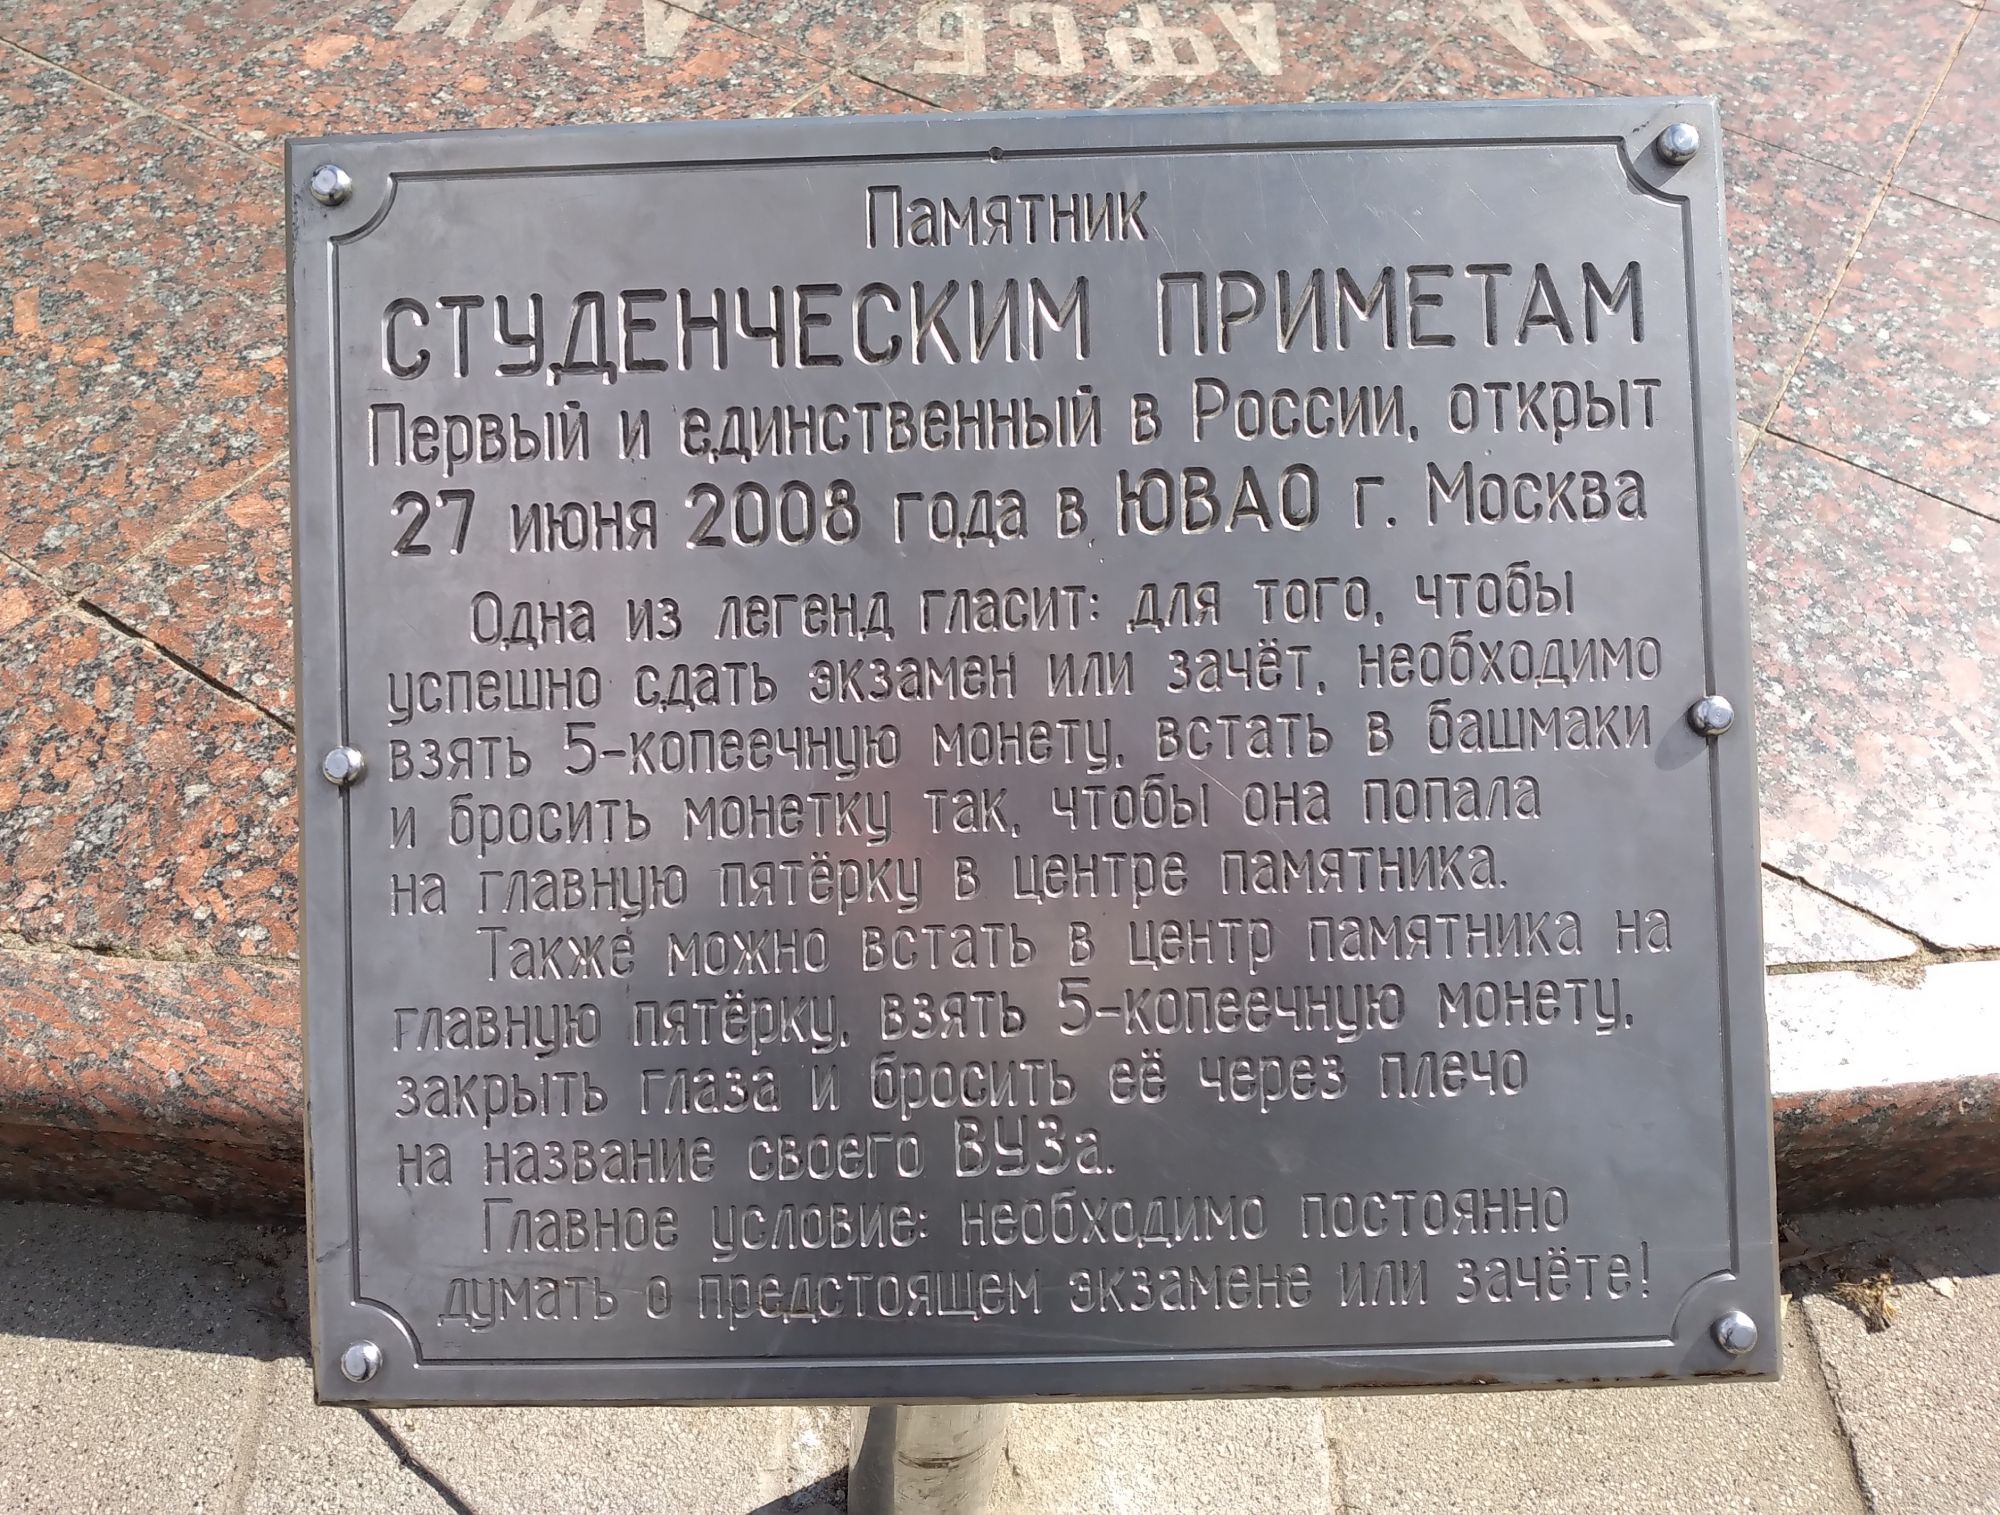 Памятник
СТУДЕНЧЕСКИМ ПРИМЕТАМ
Первый и единственный в России, открыт
27 июня 2008 года в ЮВАО г. Москва
Одна из легенд гласит: для того, чтобы
успешно сдать экзамен или зачёт, необходимо
взять 5-копеечную монету, встать в башмаки
и бросить монетку так, чтобы она попала
на главную пятёрку в центре памятника.
Также можно встать в центр памятника на
главную пятёрку, взять 5-копеечную монету,
закрыть глаза и бросить её через плечо
на название своего ВУЗа.
Главное условие: необходимо постоянно
думать о предстоящем экзамене или зачёте!